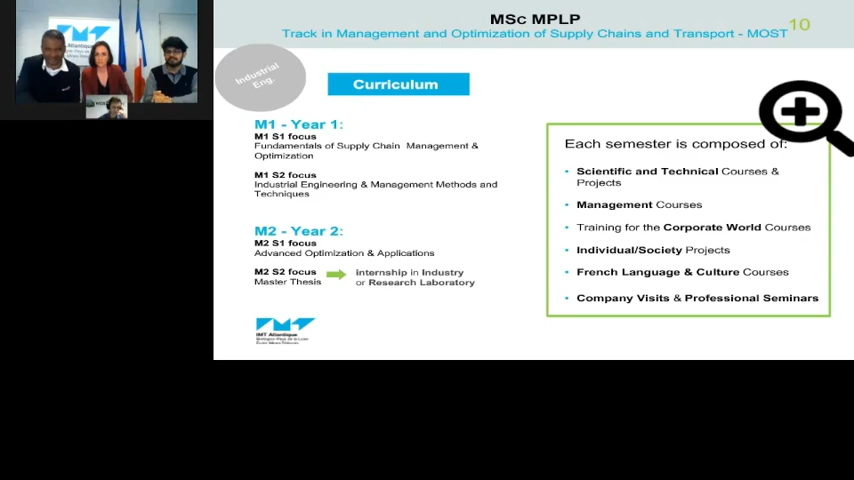 MSc MPLP
Track in Management and Optimization of Supply Chains and Transport - MOST
10
Industrial
Eng.
Curriculum
M1 - Year 1:
M1 S1 focus
Fundamentals of Supply Chain Management &
Optimization
M1 S2 focus
Industrial Engineering & Management Methods and
Techniques
M2 - Year 2:
M2 S1 focus
Advanced Optimization & Applications
M2 S2 focus
Master Thesis
internship in Industry
or Research Laboratory
Each semester is composed of:
• Scientific and Technical Courses &
Projects
• Management Courses
• Training for the Corporate World Courses
• Individual/Society Projects
• French Language & Culture Courses
• Company Visits & Professional Seminars
IMT Atlantique